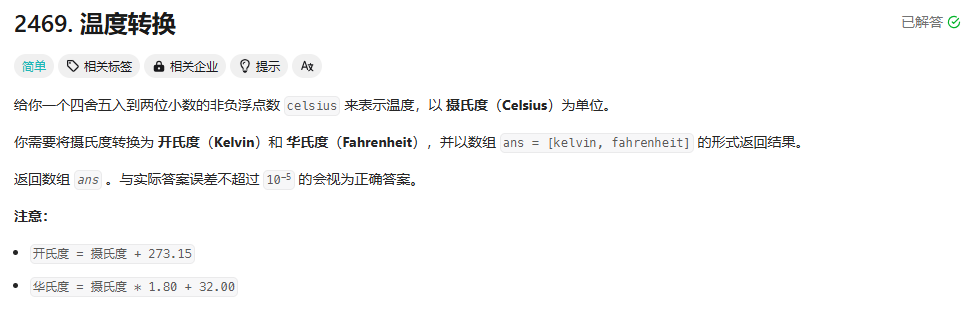 2469. 温度转换
已解答
简单 相关标签 相关企业 提示 Aア
给你一个四舍五入到两位小数的非负浮点数 celsius 来表示温度，以 摄氏度（Celsius）为单位。
你需要将摄氏度转换为 开氏度（Kelvin）和 华氏度（Fahrenheit），并以数组 ans = [kelvin, fahrenheit] 的形式返回结果。
返回数组 ans 。与实际答案误差不超过 10⁻⁵ 的会视为正确答案。
注意：
开氏度 = 摄氏度 + 273.15
华氏度 = 摄氏度 * 1.80 + 32.00